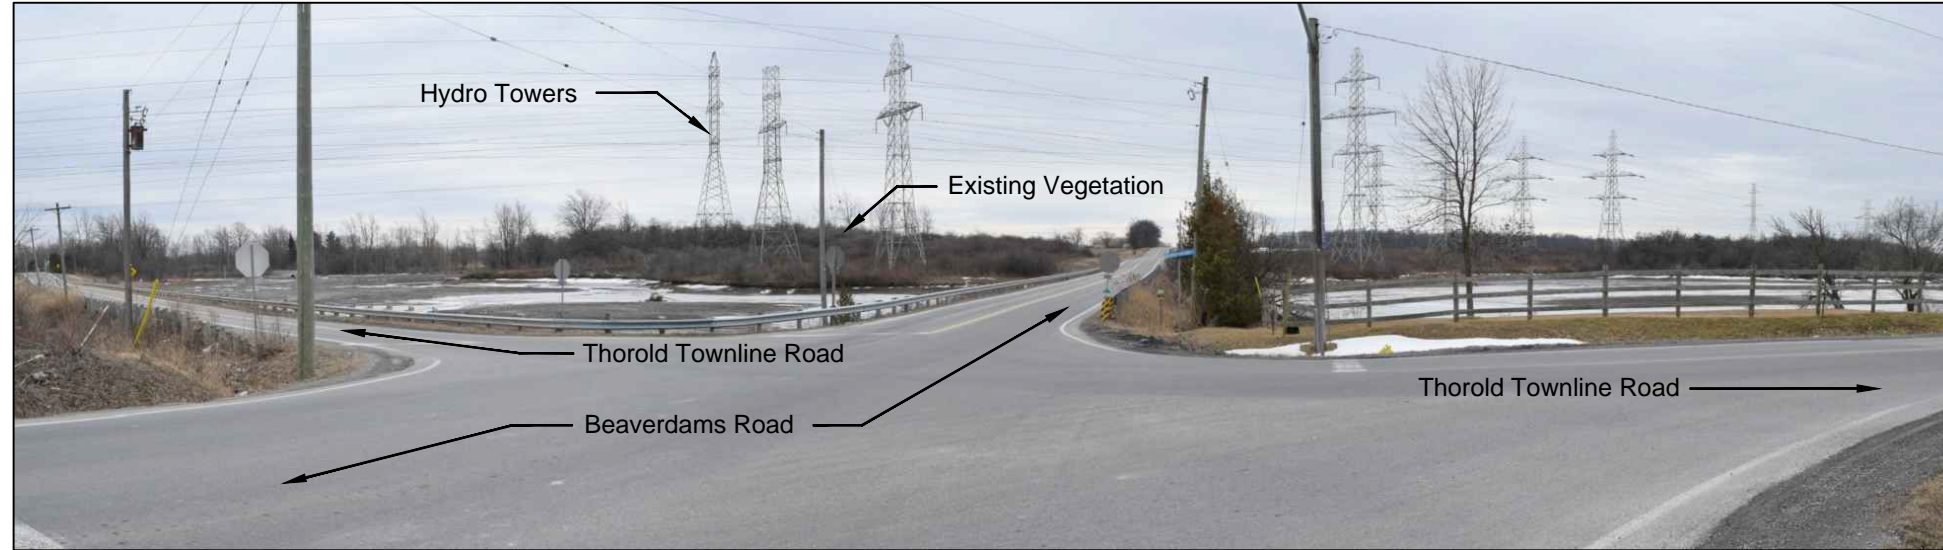 Hydro Towers
Existing Vegetation
Thorold Townline Road
Thorold Townline Road
Beaverdams Road